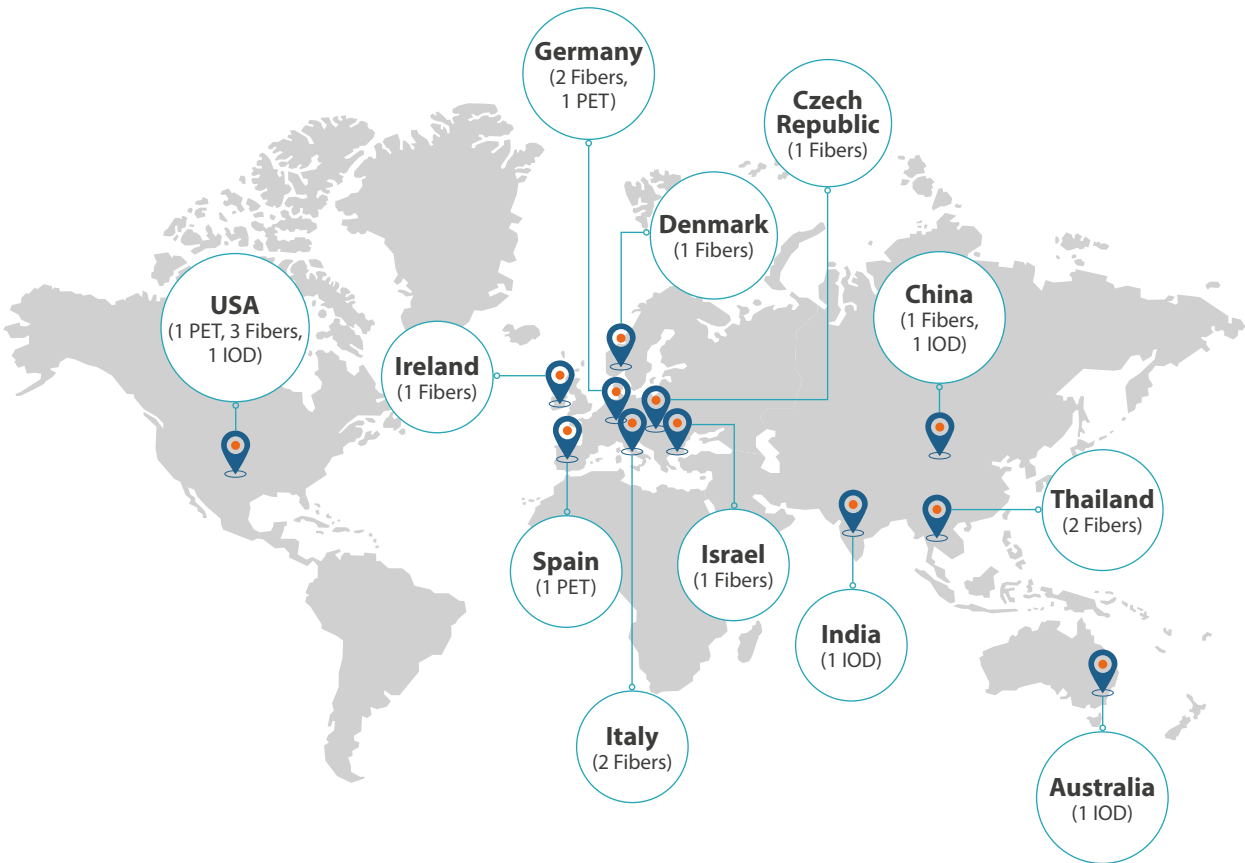 Germany
(2 Fibers,
1 PET)
Czech
Republic
(1 Fibers)
Denmark
(1 Fibers)
USA
(1 PET, 3 Fibers,
1 IOD)
China
(1 Fibers,
1 IOD)
Ireland
(1 Fibers)
Thailand
(2 Fibers)
Spain
(1 PET)
Israel
(1 Fibers)
India
(1 IOD)
Italy
(2 Fibers)
Australia
(1 IOD)